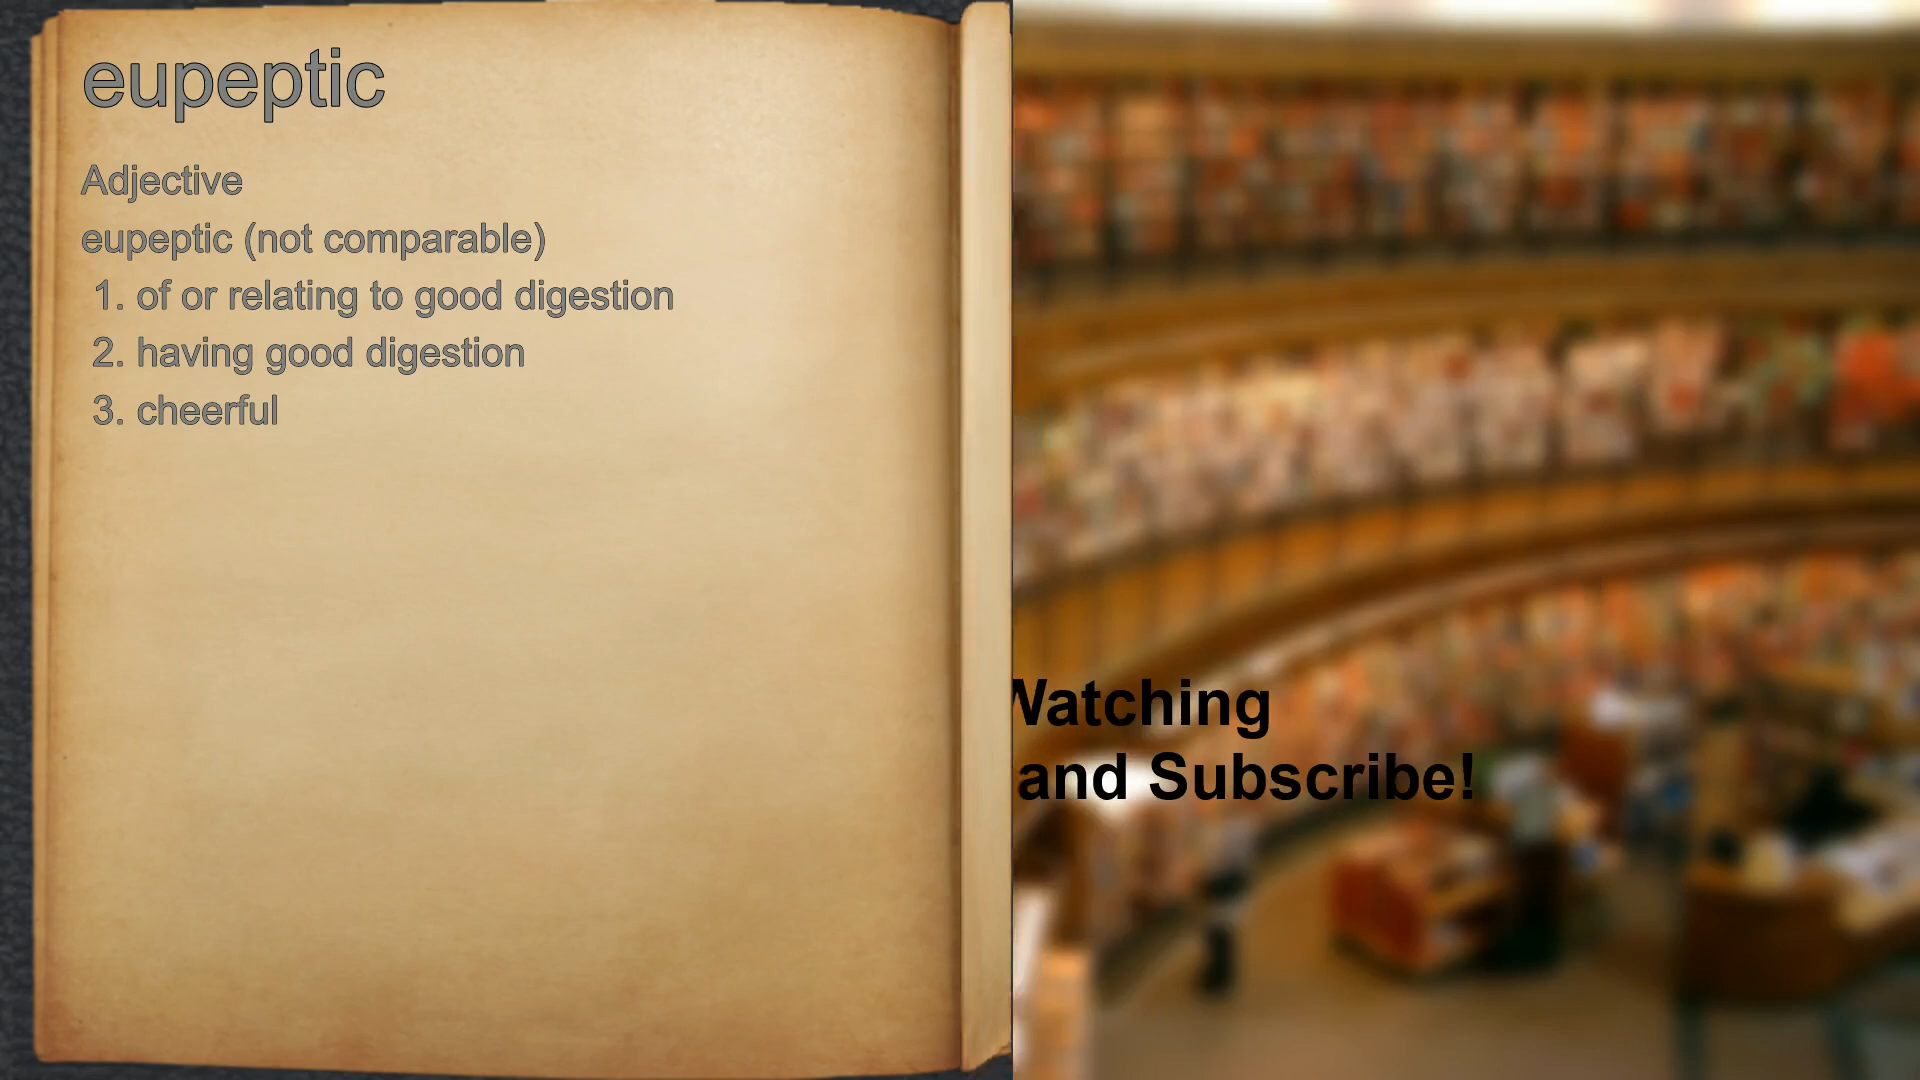 eupeptic
Adjective
eupeptic (not comparable)
1. of or relating to good digestion
2. having good digestion
3. cheerful
Watching
and Subscribe!